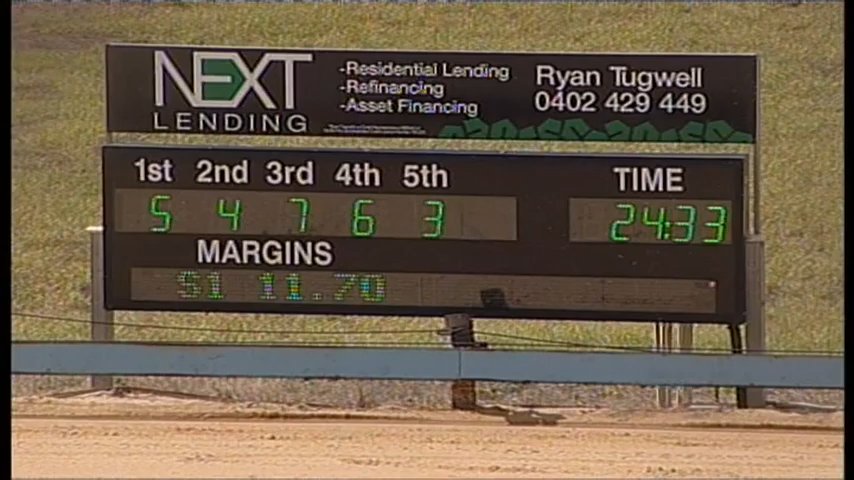 NEXT
LENDING
-Residential Lending
-Refinancing
-Asset Financing
Ryan Tugwell
0402 429 449
1st 2nd 3rd 4th 5th TIME
5 4 7 6 3 24:33
MARGINS
S1 11.70